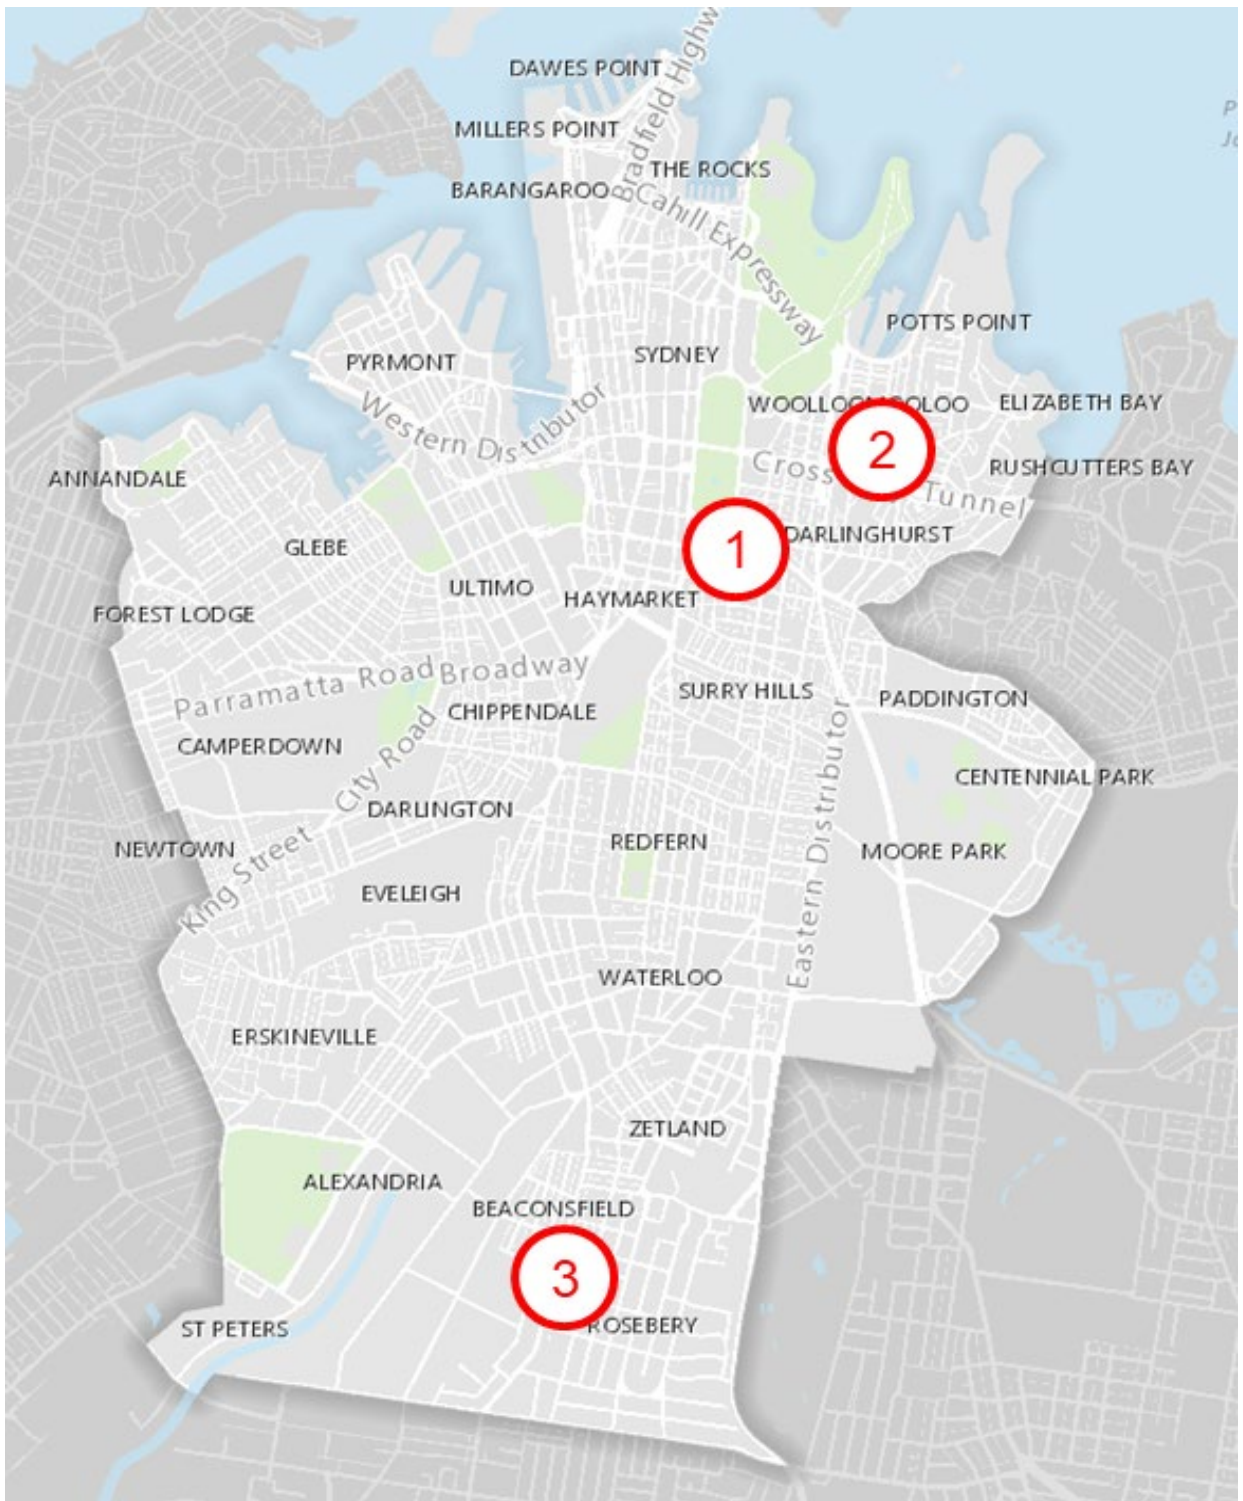 DAWES POINT
Bradfield Highw
MILLERS POINT
P
Jo
THE ROCKS
BARANGAROO
Cahill Expressway
POTTS POINT
SYDNEY
PYRMONT
Western Distributor
WOOLLOOMOOLOO
ELIZABETH BAY
2
Cross Tunnel
RUSHCUTTERS BAY
ANNANDALE
1
DARLINGHURST
GLEBE
ULTIMO
HAYMARKET
FOREST LODGE
Parramatta Road
Broadway
SURRY HILLS
PADDINGTON
CHIPPENDALE
CAMPERDOWN
City Road
CENTENNIAL PARK
DARLINGTON
Eastern Distributor
REDFERN
NEWTOWN
King Street
MOORE PARK
EVELEIGH
WATERLOO
ERSKINEVILLE
ZETLAND
ALEXANDRIA
BEACONSFIELD
3
ST PETERS
ROSEBERY